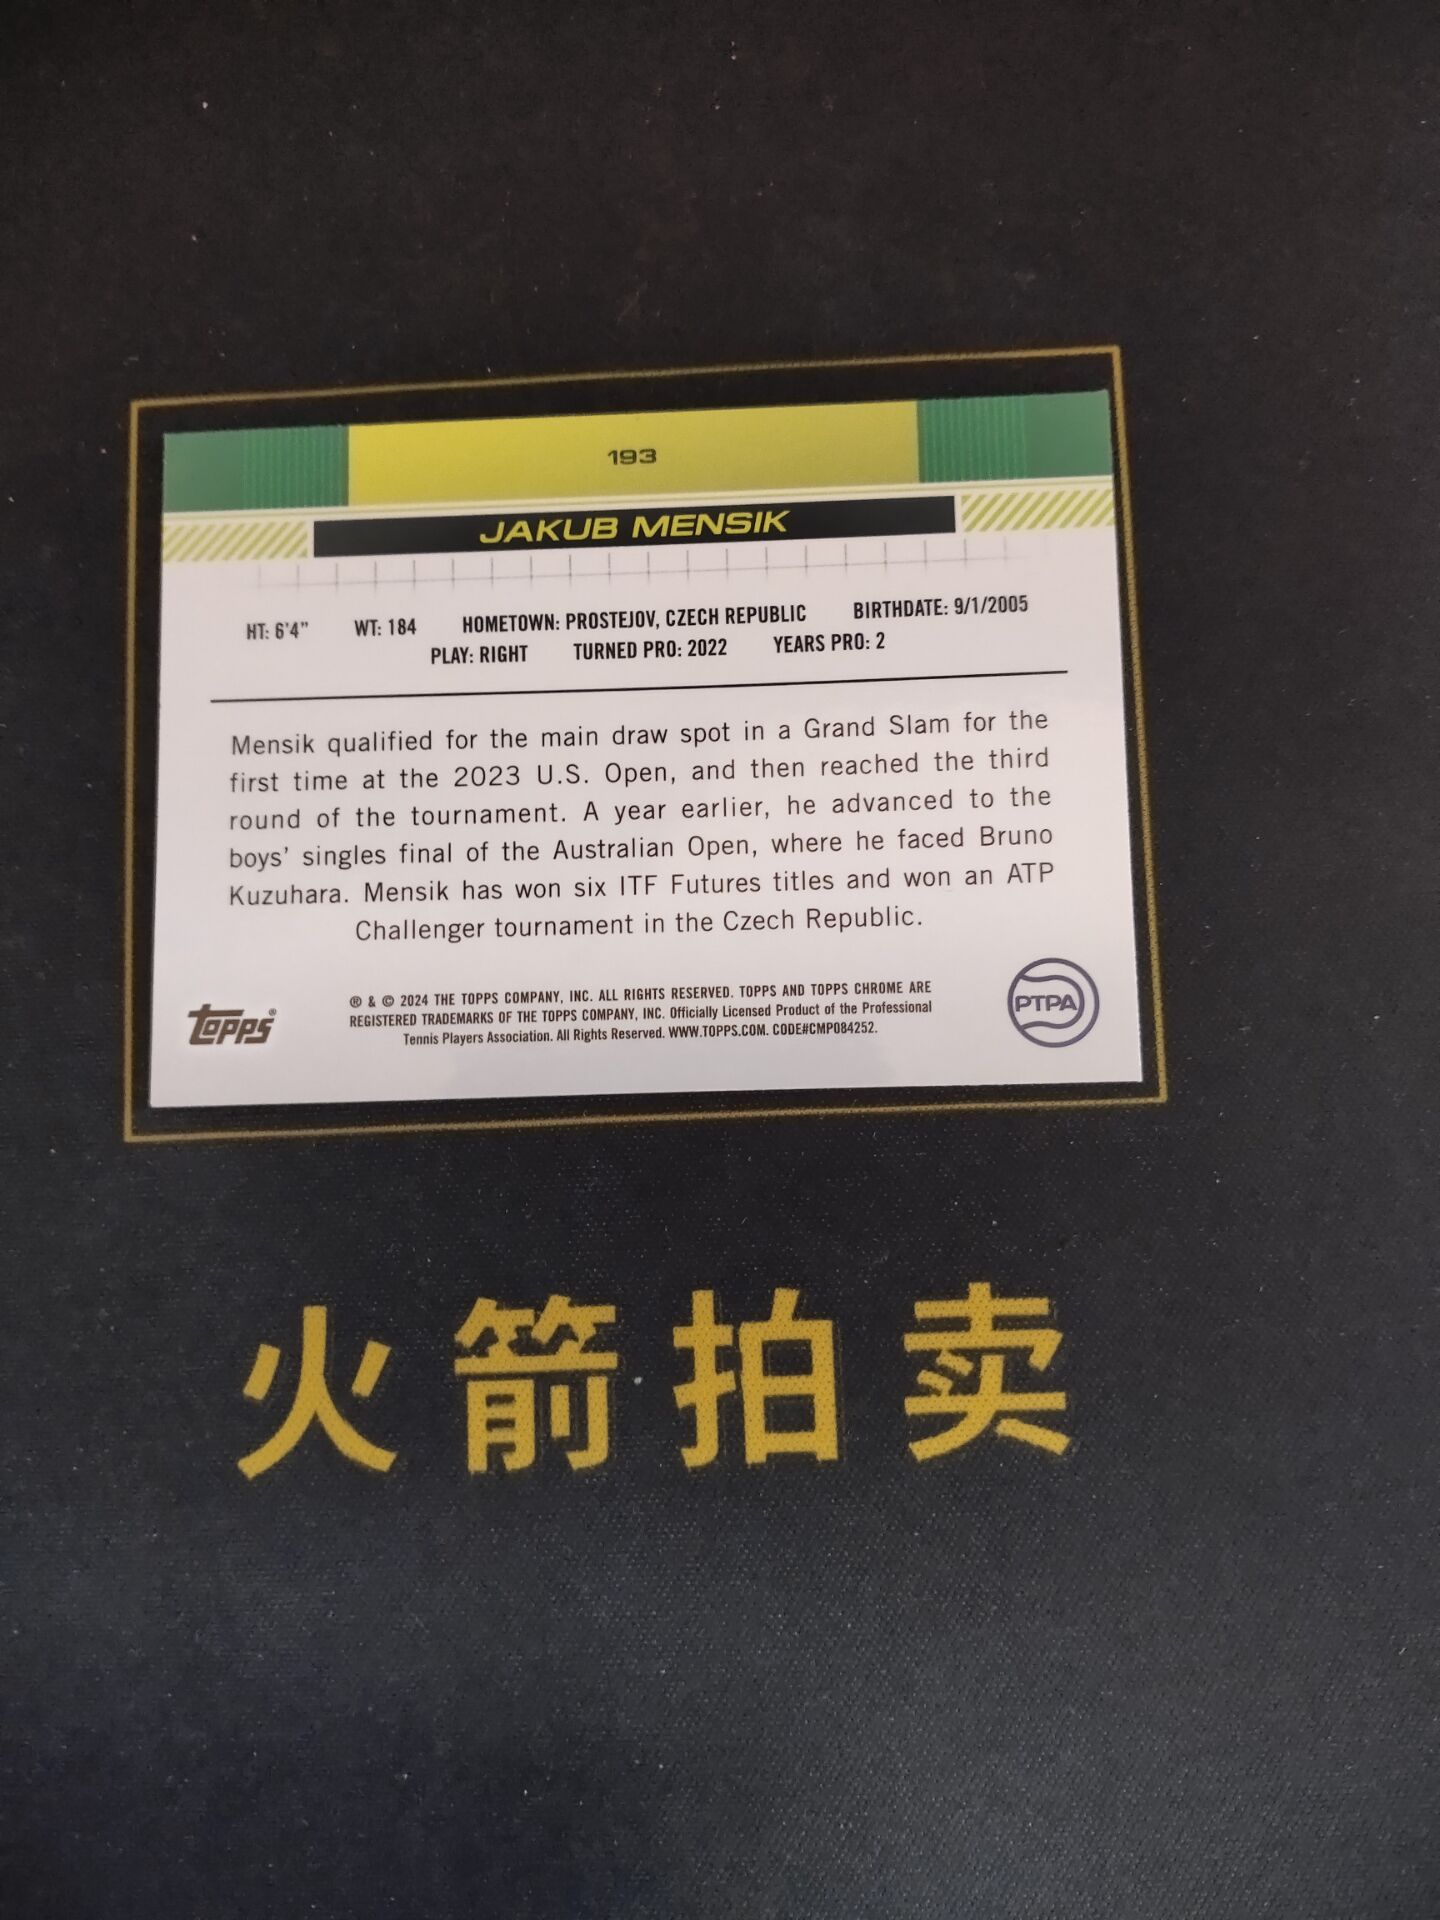 193
JAKUB MENSIK
HT: 6'4" WT: 184 HOMETOWN: PROSTEJOV, CZECH REPUBLIC BIRTHDATE: 9/1/2005
PLAY: RIGHT TURNED PRO: 2022 YEARS PRO: 2
Mensik qualified for the main draw spot in a Grand Slam for the
first time at the 2023 U.S. Open, and then reached the third
round of the tournament. A year earlier, he advanced to the
boys' singles final of the Australian Open, where he faced Bruno
Kuzuhara. Mensik has won six ITF Futures titles and won an ATP
Challenger tournament in the Czech Republic.
topps®
® & © 2024 THE TOPPS COMPANY, INC. ALL RIGHTS RESERVED. TOPPS AND TOPPS CHROME ARE
REGISTERED TRADEMARKS OF THE TOPPS COMPANY, INC. Officially Licensed Product of the Professional
Tennis Players Association. All Rights Reserved. WWW.TOPPS.COM. CODE#CMP084252.
PTPA
火箭拍卖